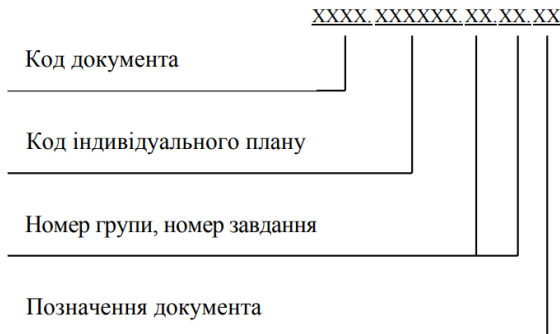 XXXX. XXXXXX. XX. XX. XX
Код документа
Код індивідуального плану
Номер групи, номер завдання
Позначення документа